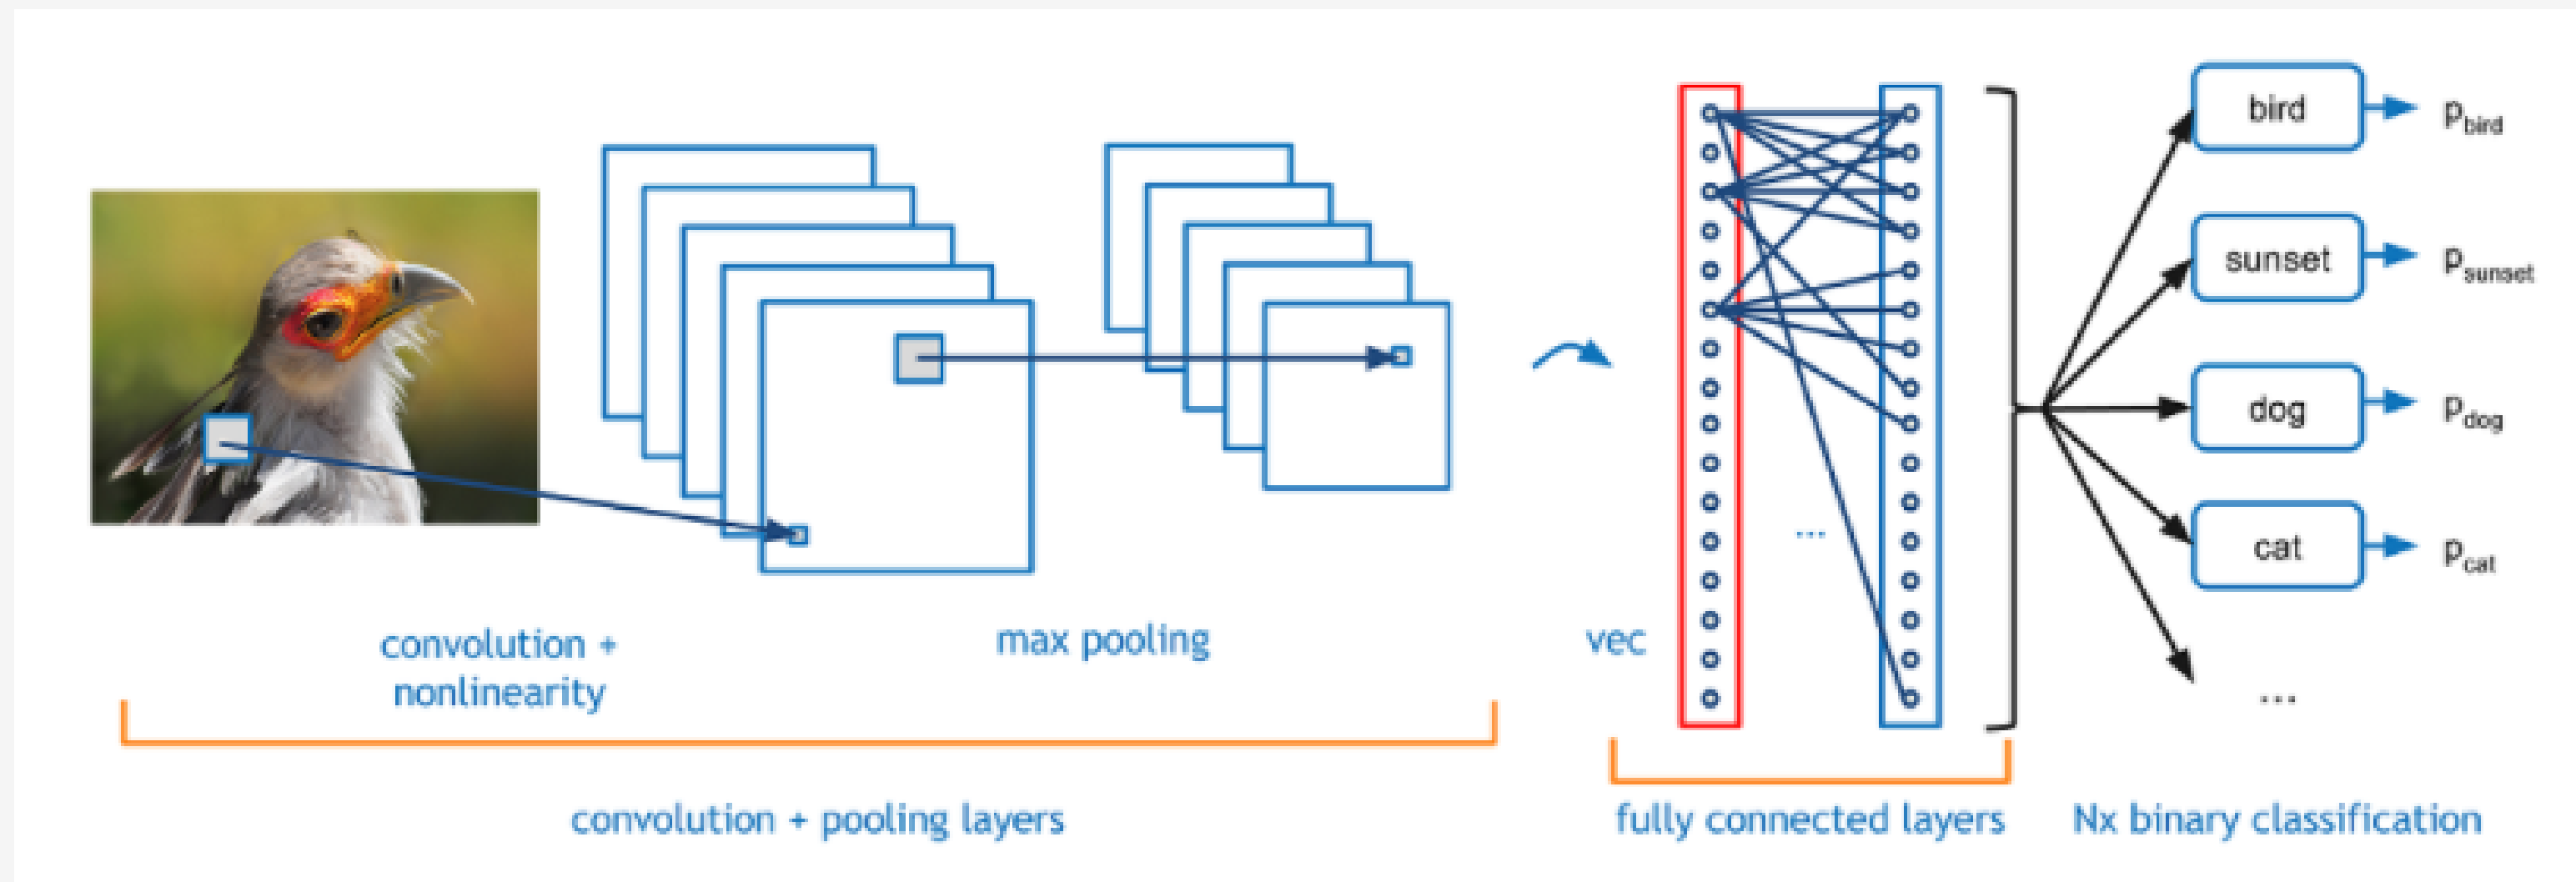 bird
p_bird
sunset
p_sunset
dog
p_dog
cat
p_cat
...
...
convolution +
nonlinearity
max pooling
vec
convolution + pooling layers
fully connected layers
Nx binary classification